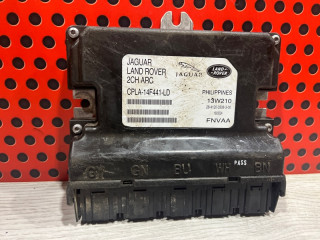 JAGUAR
LAND ROVER
2CH ARC
JAGUAR
LAND-ROVER
CPLA-14F441-LD
PHILIPPINES
13W210
FNVAA
GY GN BU WH PASS BN